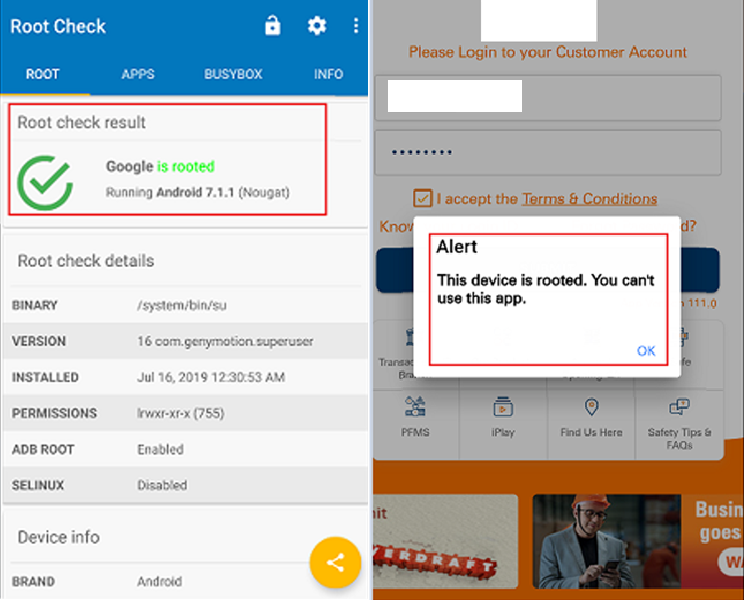 Root Check
ROOT APPS BUSYBOX INFO
Root check result
Google is rooted
Running Android 7.1.1 (Nougat)
Root check details
BINARY /system/bin/su
VERSION 16 com.genymotion.superuser
INSTALLED Jul 16, 2019 12:30:53 AM
PERMISSIONS lrwxr-xr-x (755)
ADB ROOT Enabled
SELINUX Disabled
Device info
BRAND Android
Please Login to your Customer Account
I accept the Terms & Conditions
Alert
This device is rooted. You can't
use this app.
OK
PFMS iPlay Find Us Here Safety Tips &
FAQs
goes